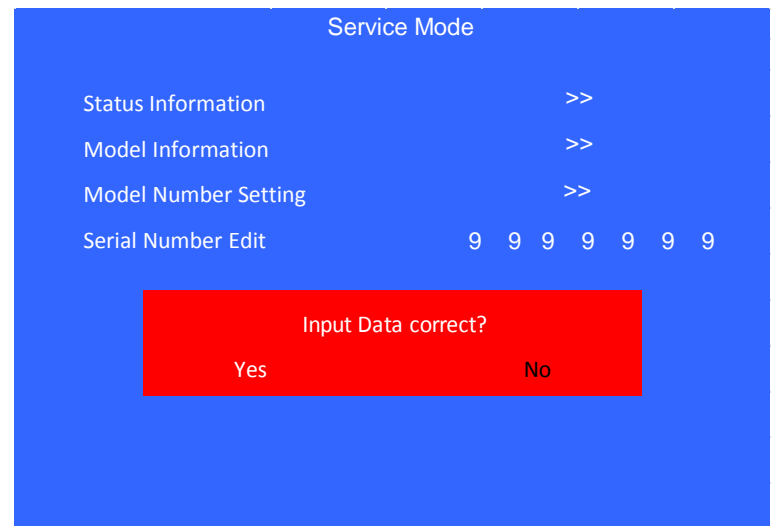 Service Mode
Status Information >>
Model Information >>
Model Number Setting >>
Serial Number Edit 9 9 9 9 9 9 9
Input Data correct?
Yes No